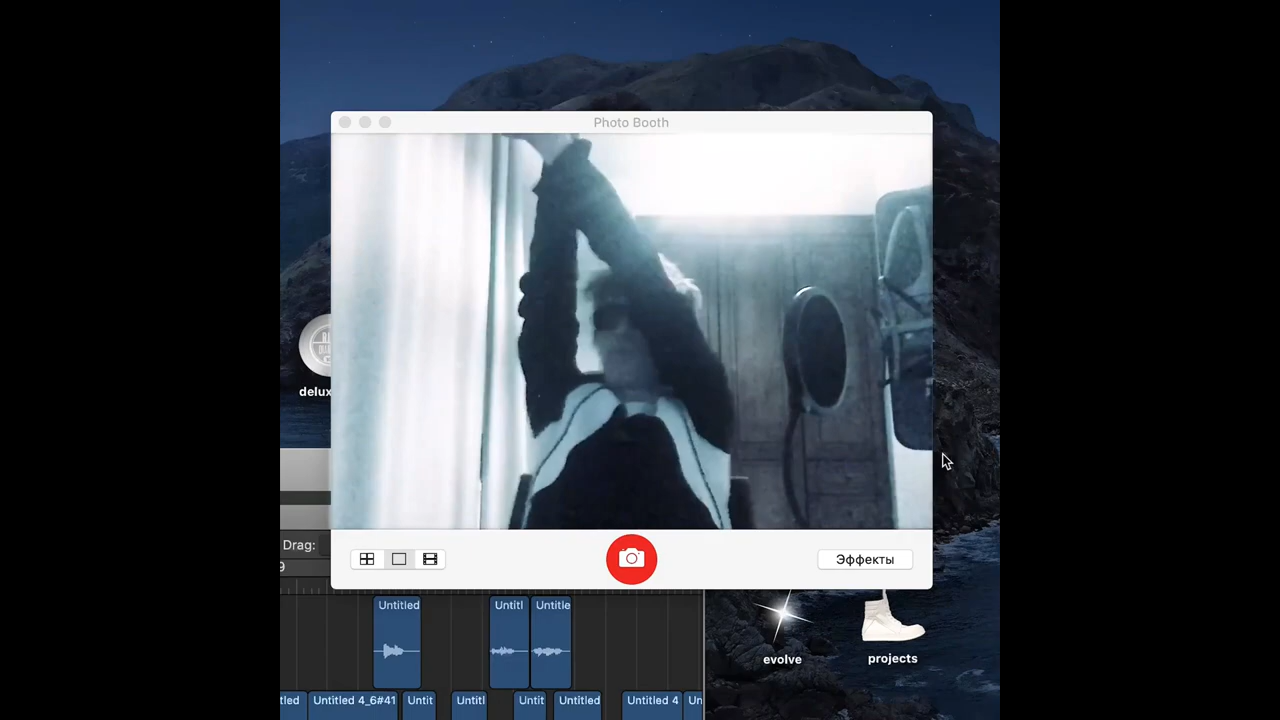 Photo Booth
delux
Drag:
9
Эффекты
Untitled
Untitl
Untitle
evolve
projects
tled
Untitled 4_6#41
Untit
Untitl
Untit
Untitled
Untitled 4
Un